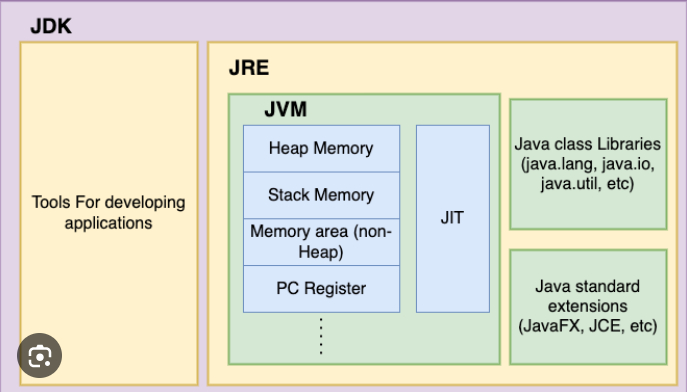 JDK
Tools For developing
applications
JRE
JVM
Heap Memory
Stack Memory
Memory area (non-
Heap)
PC Register
JIT
Java class Libraries
(java.lang, java.io,
java.util, etc)
Java standard
extensions
(JavaFX, JCE, etc)